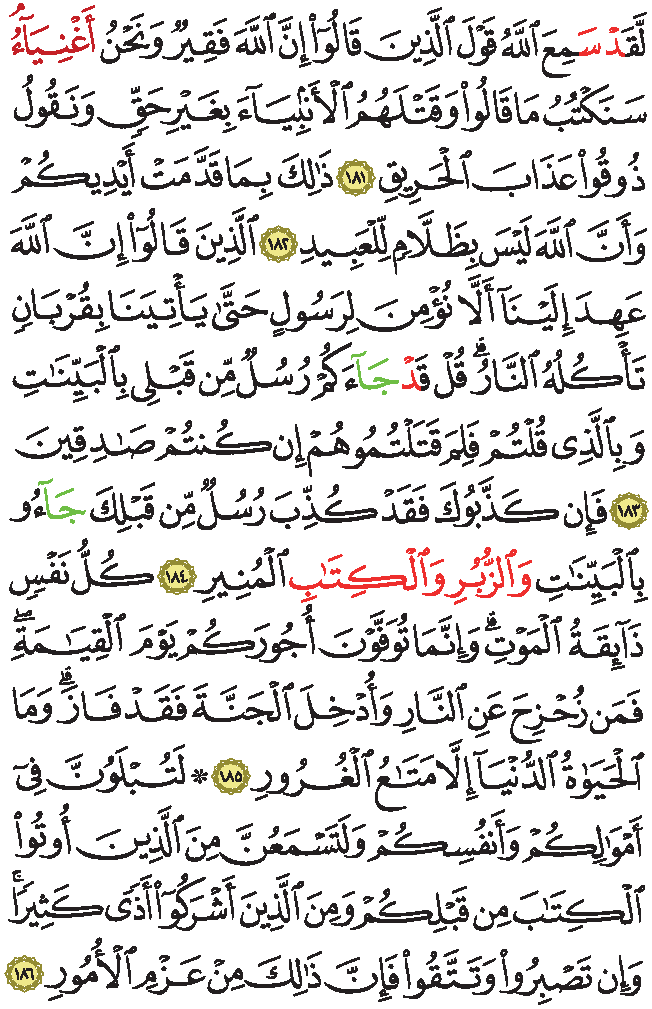 لَّقَدْ سَمِعَ ٱللَّهُ قَوْلَ ٱلَّذِينَ قَالُوٓا۟ إِنَّ ٱللَّهَ فَقِيرٌ وَنَحْنُ أَغْنِيَآءُ
سَنَكْتُبُ مَا قَالُوا۟ وَقَتْلَهُمُ ٱلْأَنۢبِيَآءَ بِغَيْرِ حَقٍّ وَنَقُولُ
ذُوقُوا۟ عَذَابَ ٱلْحَرِيقِ ١٨١ ذَٰلِكَ بِمَا قَدَّمَتْ أَيْدِيكُمْ
وَأَنَّ ٱللَّهَ لَيْسَ بِظَلَّامٍ لِّلْعَبِيدِ ١٨٢ ٱلَّذِينَ قَالُوٓا۟ إِنَّ ٱللَّهَ
عَهِدَ إِلَيْنَآ أَلَّا نُؤْمِنَ لِرَسُولٍ حَتَّىٰ يَأْتِيَنَا بِقُرْبَانٍ
تَأْكُلُهُ ٱلنَّارُ ۗ قُلْ قَدْ جَآءَكُمْ رُسُلٌ مِّن قَبْلِى بِٱلْبَيِّنَٰتِ
وَبِٱلَّذِى قُلْتُمْ فَلِمَ قَتَلْتُمُوهُمْ إِن كُنتُمْ صَٰدِقِينَ
١٨٣ فَإِن كَذَّبُوكَ فَقَدْ كُذِّبَ رُسُلٌ مِّن قَبْلِكَ جَآءُو
بِٱلْبَيِّنَٰتِ وَٱلزُّبُرِ وَٱلْكِتَٰبِ ٱلْمُنِيرِ ١٨٤ كُلُّ نَفْسٍ
ذَآئِقَةُ ٱلْمَوْتِ ۗ وَإِنَّمَا تُوَفَّوْنَ أُجُورَكُمْ يَوْمَ ٱلْقِيَٰمَةِ ۖ
فَمَن زُحْزِحَ عَنِ ٱلنَّارِ وَأُدْخِلَ ٱلْجَنَّةَ فَقَدْ فَازَ ۗ وَمَا
ٱلْحَيَوٰةُ ٱلدُّنْيَآ إِلَّا مَتَٰعُ ٱلْغُرُورِ ١٨٥ ۞ لَتُبْلَوُنَّ فِىٓ
أَمْوَٰلِكُمْ وَأَنفُسِكُمْ وَلَتَسْمَعُنَّ مِنَ ٱلَّذِينَ أُوتُوا۟
ٱلْكِتَٰبَ مِن قَبْلِكُمْ وَمِنَ ٱلَّذِينَ أَشْرَكُوٓا۟ أَذًى كَثِيرًا ۚ
وَإِن تَصْبِرُوا۟ وَتَتَّقُوا۟ فَإِنَّ ذَٰلِكَ مِنْ عَزْمِ ٱلْأُمُورِ ١٨٦